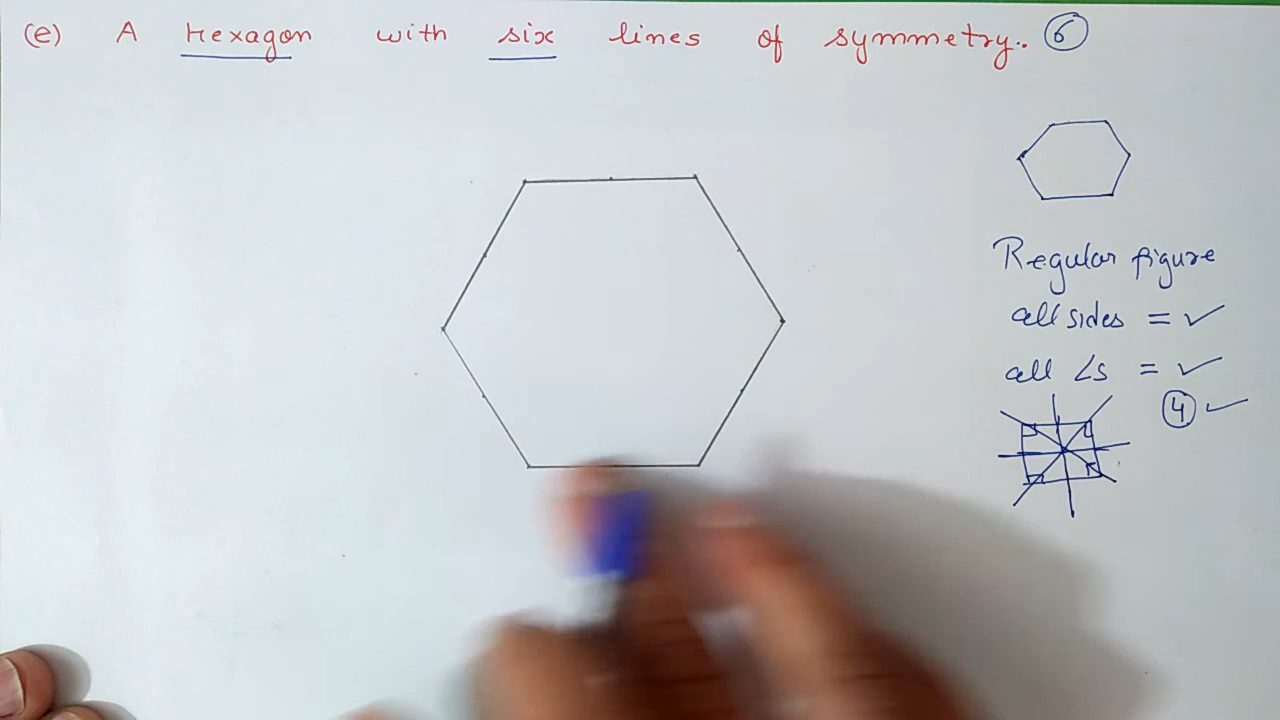 (e) A Hexagon with six lines of symmetry. 6
Regular figure
all sides = ✓
all ∠s = ✓
4 ✓